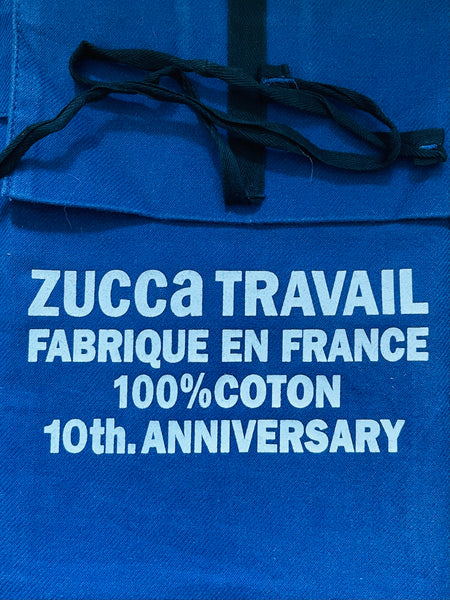 ZUCCa TRAVAIL
FABRIQUE EN FRANCE
100%COTON
10th. ANNIVERSARY